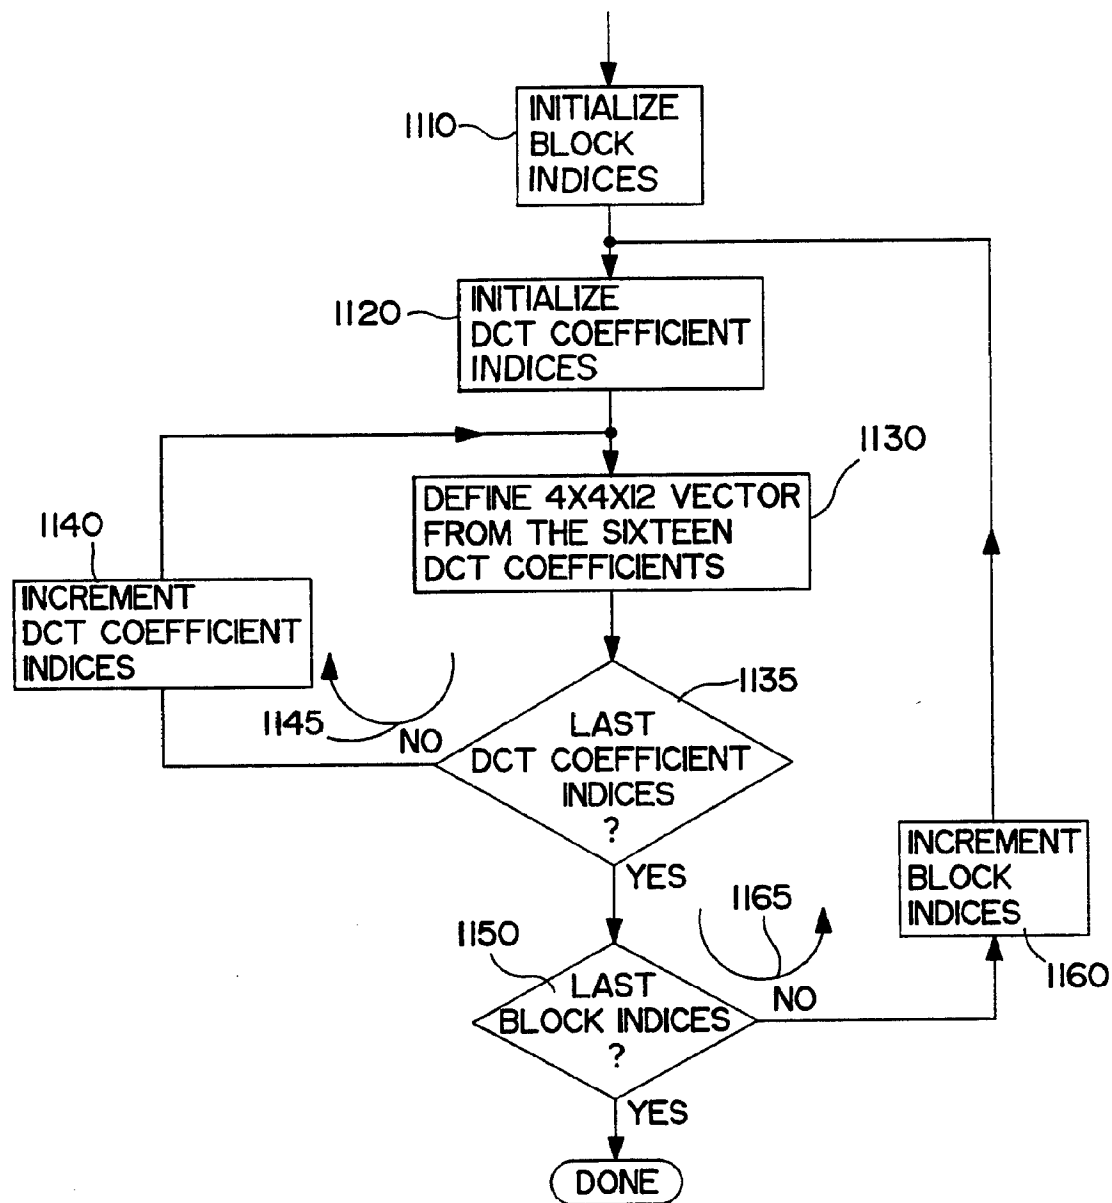 1110
INITIALIZE
BLOCK
INDICES
1120
INITIALIZE
DCT COEFFICIENT
INDICES
1130
DEFINE 4X4X12 VECTOR
FROM THE SIXTEEN
DCT COEFFICIENTS
1140
INCREMENT
DCT COEFFICIENT
INDICES
1145
NO
1135
LAST
DCT COEFFICIENT
INDICES
?
YES
INCREMENT
BLOCK
INDICES
1160
1165
NO
1150
LAST
BLOCK INDICES
?
YES
DONE